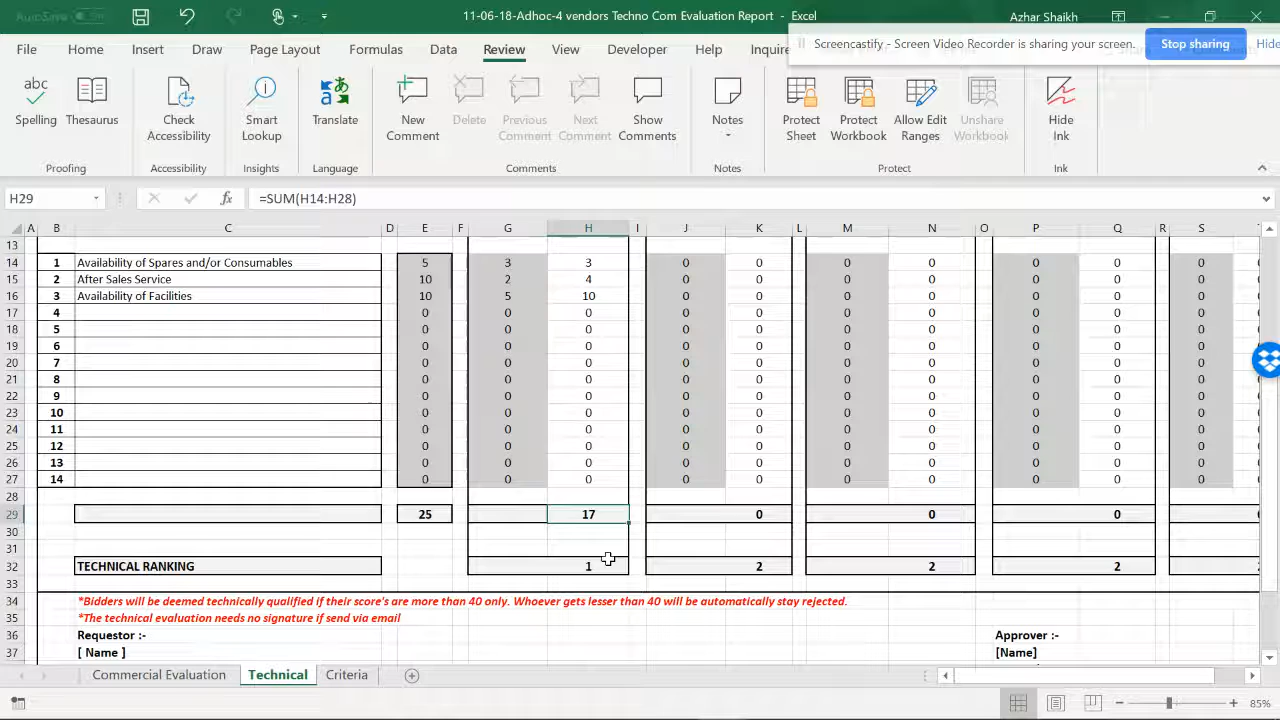 AutoSave Off 11-06-18-Adhoc-4 vendors Techno Com Evaluation Report - Excel Azhar Shaikh
Screencastify - Screen Video Recorder is sharing your screen. Stop sharing Hide
File Home Insert Draw Page Layout Formulas Data Review View Developer Help Inquire
Spelling Thesaurus Check Accessibility Smart Lookup Translate New Comment Delete Previous Comment Next Comment Show Comments Notes Protect Sheet Protect Workbook Allow Edit Ranges Unshare Workbook Hide Ink
Proofing Accessibility Insights Language Comments Notes Protect Ink
H29 fx =SUM(H14:H28)
A B C D E F G H I J K L M N O P Q R S
13
14 1 Availability of Spares and/or Consumables 5 3 3 0 0 0 0 0 0 0
15 2 After Sales Service 10 2 4 0 0 0 0 0 0 0
16 3 Availability of Facilities 10 5 10 0 0 0 0 0 0 0
17 4 0 0 0 0 0 0 0 0 0 0
18 5 0 0 0 0 0 0 0 0 0 0
19 6 0 0 0 0 0 0 0 0 0 0
20 7 0 0 0 0 0 0 0 0 0 0
21 8 0 0 0 0 0 0 0 0 0 0
22 9 0 0 0 0 0 0 0 0 0 0
23 10 0 0 0 0 0 0 0 0 0 0
24 11 0 0 0 0 0 0 0 0 0 0
25 12 0 0 0 0 0 0 0 0 0 0
26 13 0 0 0 0 0 0 0 0 0 0
27 14 0 0 0 0 0 0 0 0 0 0
28
29 25 17 0 0 0
30
31
32 TECHNICAL RANKING 1 2 2 2
33
34 *Bidders will be deemed technically qualified if their score's are more than 40 only. Whoever gets lesser than 40 will be automatically stay rejected.
35 *The technical evaluation needs no signature if send via email
36 Requestor :- Approver :-
37 [ Name ] [Name]
Commercial Evaluation Technical Criteria
85%